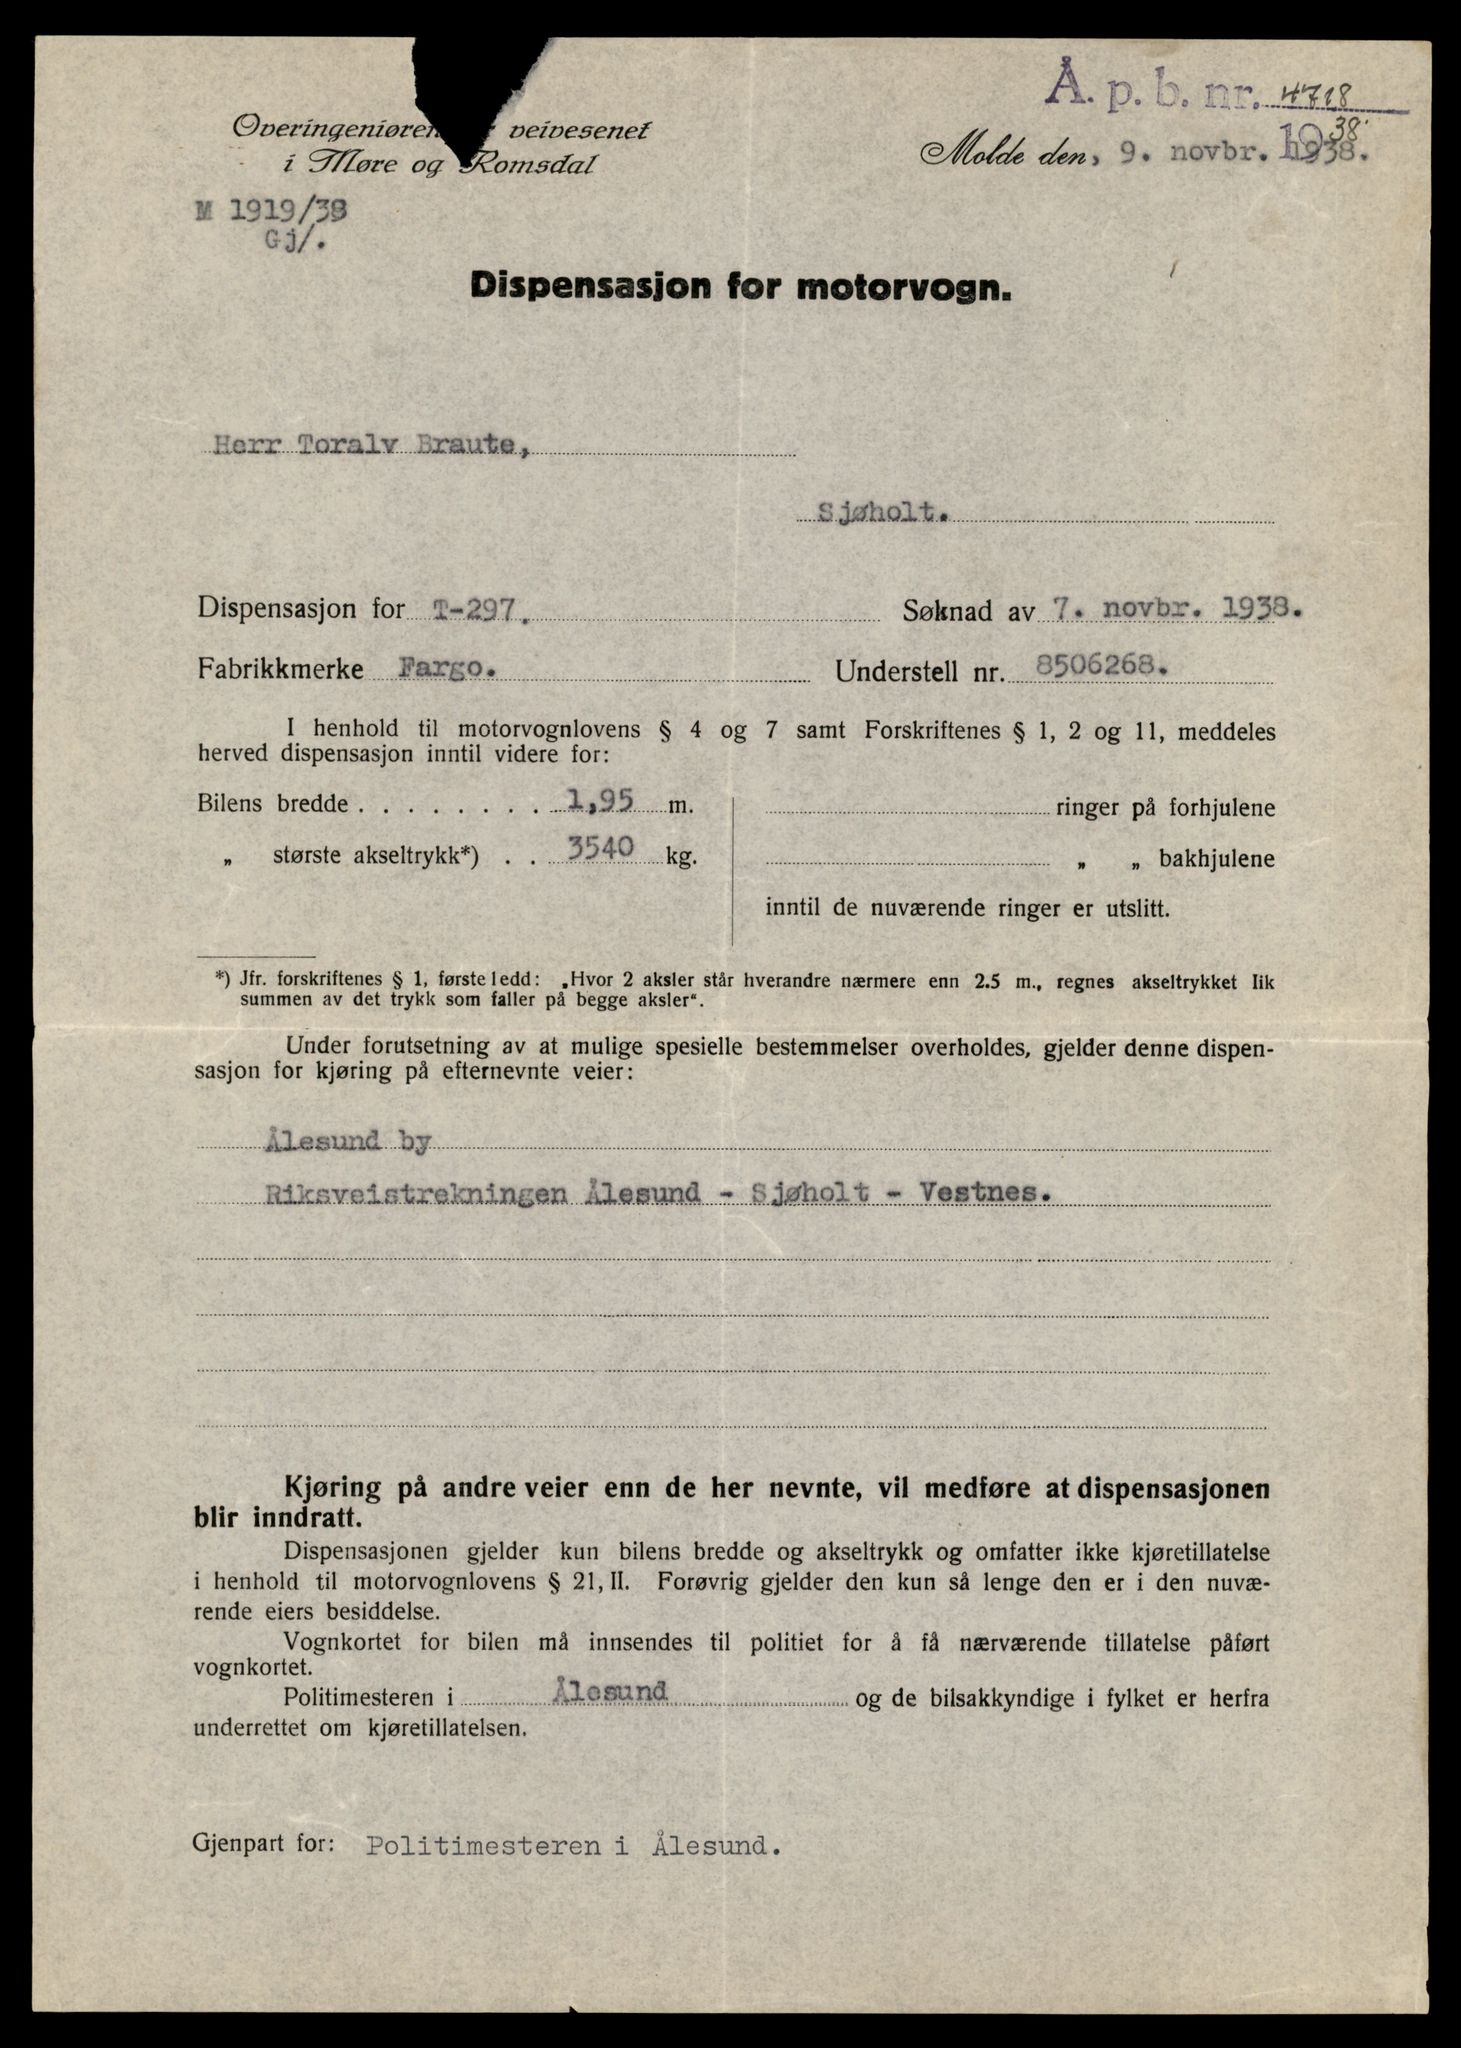 Å. p. b. nr. 4718
1938.
Overingeniøren veivesenet
i Møre og Romsdal
Molde den, 9. novbr. 1938.
M 1919/38
Gj/.
Dispensasjon for motorvogn.
Herr Toralv Braute,
Sjøholt.
Dispensasjon for T-297. Søknad av 7. novbr. 1938.
Fabrikkmerke Fargo. Understell nr. 8506268.
I henhold til motorvognlovens § 4 og 7 samt Forskriftenes § 1, 2 og 11, meddeles
herved dispensasjon inntil videre for:
Bilens bredde . . . . . . . . 1,95 m. ringer på forhjulene
„ største akseltrykk*) . . 3540 kg. „ „ bakhjulene
inntil de nuværende ringer er utslitt.
*) Jfr. forskriftenes § 1, første ledd: „Hvor 2 aksler står hverandre nærmere enn 2.5 m., regnes akseltrykket lik
summen av det trykk som faller på begge aksler“.
Under forutsetning av at mulige spesielle bestemmelser overholdes, gjelder denne dispen-
sasjon for kjøring på efternevnte veier:
Ålesund by
Riksveistrekningen Ålesund - Sjøholt - Vestnes.
Kjøring på andre veier enn de her nevnte, vil medføre at dispensasjonen
blir inndratt.
Dispensasjonen gjelder kun bilens bredde og akseltrykk og omfatter ikke kjøretillatelse
i henhold til motorvognlovens § 21, II. Forøvrig gjelder den kun så lenge den er i den nuvæ-
rende eiers besiddelse.
Vognkortet for bilen må innsendes til politiet for å få nærværende tillatelse påført
vognkortet.
Politimesteren i Ålesund og de bilsakkyndige i fylket er herfra
underrettet om kjøretillatelsen.
Gjenpart for: Politimesteren i Ålesund.